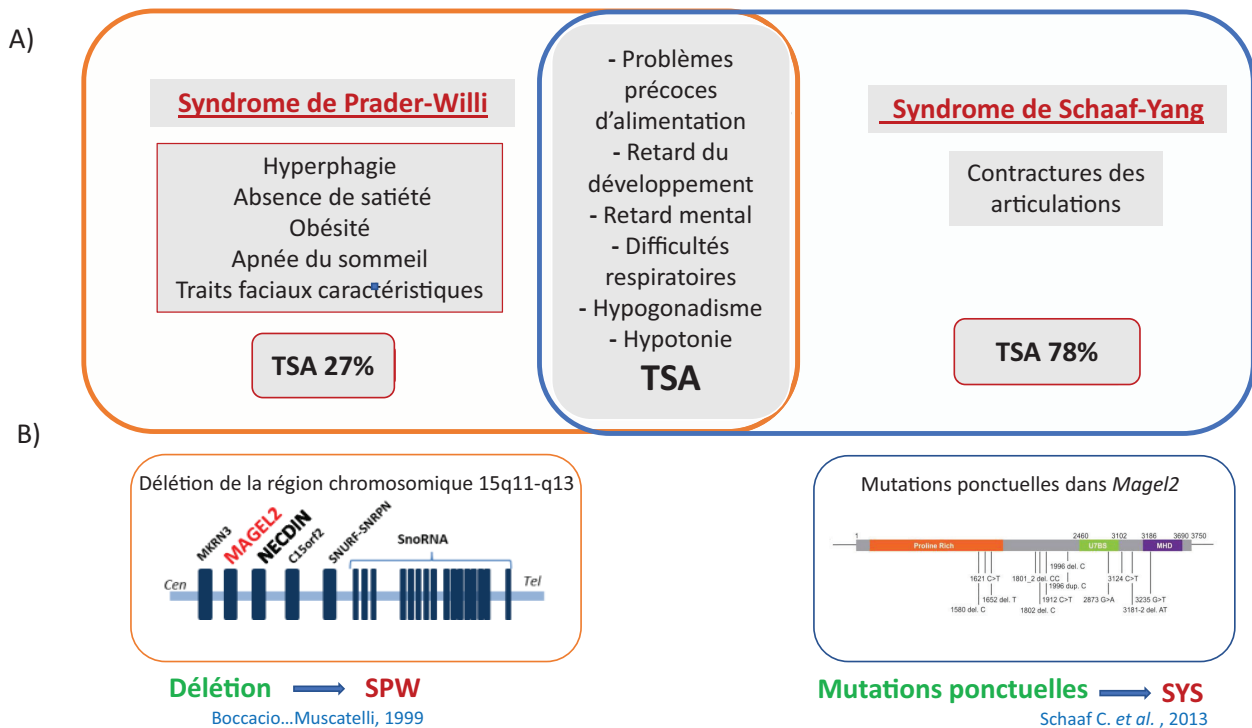 A)
Syndrome de Prader-Willi
Hyperphagie
Absence de satiété
Obésité
Apnée du sommeil
Traits faciaux caractéristiques
TSA 27%
- Problèmes
précoces
d'alimentation
- Retard du
développement
- Retard mental
- Difficultés
respiratoires
- Hypogonadisme
- Hypotonie
TSA
Syndrome de Schaaf-Yang
Contractures des
articulations
TSA 78%
B)
Délétion de la région chromosomique 15q11-q13
MKRN3
MAGEL2
NECDIN
C15orf2
SNURF-SNRPN
SnoRNA
Cen
Tel
Délétion
SPW
Boccacio...Muscatelli, 1999
Mutations ponctuelles dans Magel2
1
2460
3102
3186
3690
3750
Proline Rich
U7BS
MHD
1996 del. C
1621 C>T
1801_2 del. CC
3124 C>T
1996 dup. C
1652 del. T
1912 C>T
2873 G>A
3235 G>T
1580 del. C
1802 del. C
3181-2 del. AT
Mutations ponctuelles
SYS
Schaaf C. et al. , 2013